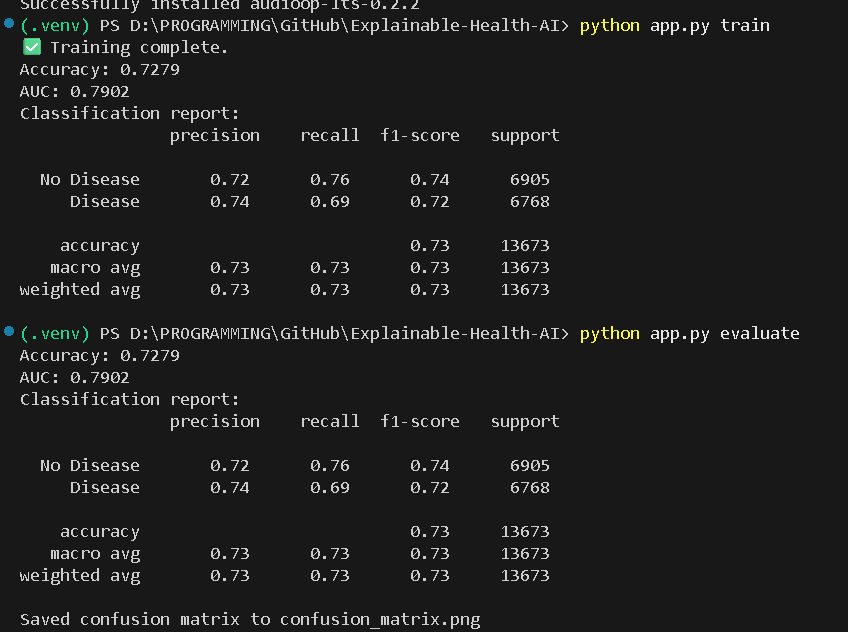 Successfully installed audioop-lts-0.2.2
(.venv) PS D:\PROGRAMMING\GitHub\Explainable-Health-AI> python app.py train
✅ Training complete.
Accuracy: 0.7279
AUC: 0.7902
Classification report:
precision recall f1-score support
No Disease 0.72 0.76 0.74 6905
Disease 0.74 0.69 0.72 6768
accuracy 0.73 13673
macro avg 0.73 0.73 0.73 13673
weighted avg 0.73 0.73 0.73 13673
(.venv) PS D:\PROGRAMMING\GitHub\Explainable-Health-AI> python app.py evaluate
Accuracy: 0.7279
AUC: 0.7902
Classification report:
precision recall f1-score support
No Disease 0.72 0.76 0.74 6905
Disease 0.74 0.69 0.72 6768
accuracy 0.73 13673
macro avg 0.73 0.73 0.73 13673
weighted avg 0.73 0.73 0.73 13673
Saved confusion matrix to confusion_matrix.png